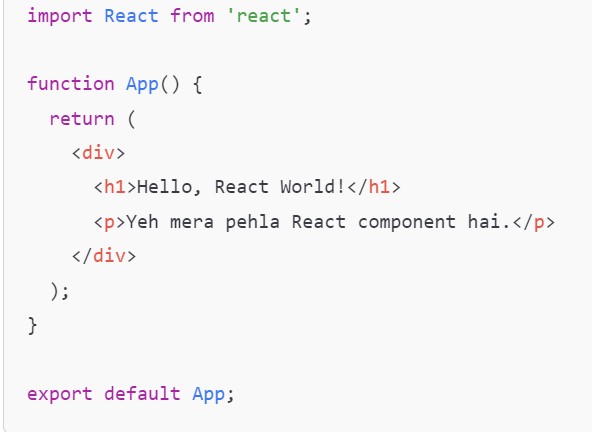 import React from 'react';
function App() {
return (
<div>
<h1>Hello, React World!</h1>
<p>Yeh mera pehla React component hai.</p>
</div>
);
}
export default App;